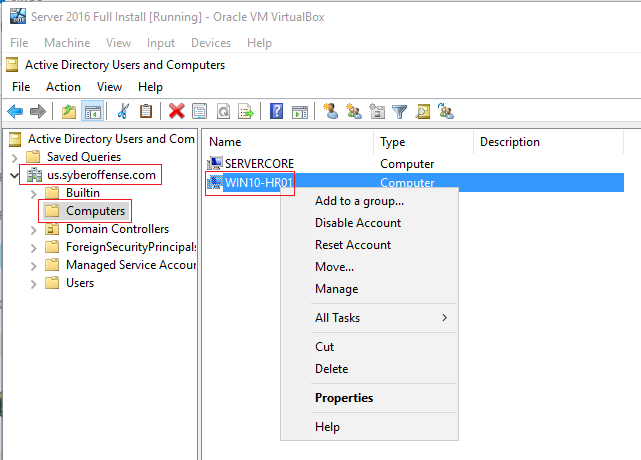 Server 2016 Full Install [Running] - Oracle VM VirtualBox
File Machine View Input Devices Help
Active Directory Users and Computers
File Action View Help
Active Directory Users and Com
Saved Queries
us.syberoffense.com
Builtin
Computers
Domain Controllers
ForeignSecurityPrincipals
Managed Service Accou
Users
Name Type Description
SERVERCORE Computer
WIN10-HR01 Computer
Add to a group...
Disable Account
Reset Account
Move...
Manage
All Tasks
Cut
Delete
Properties
Help